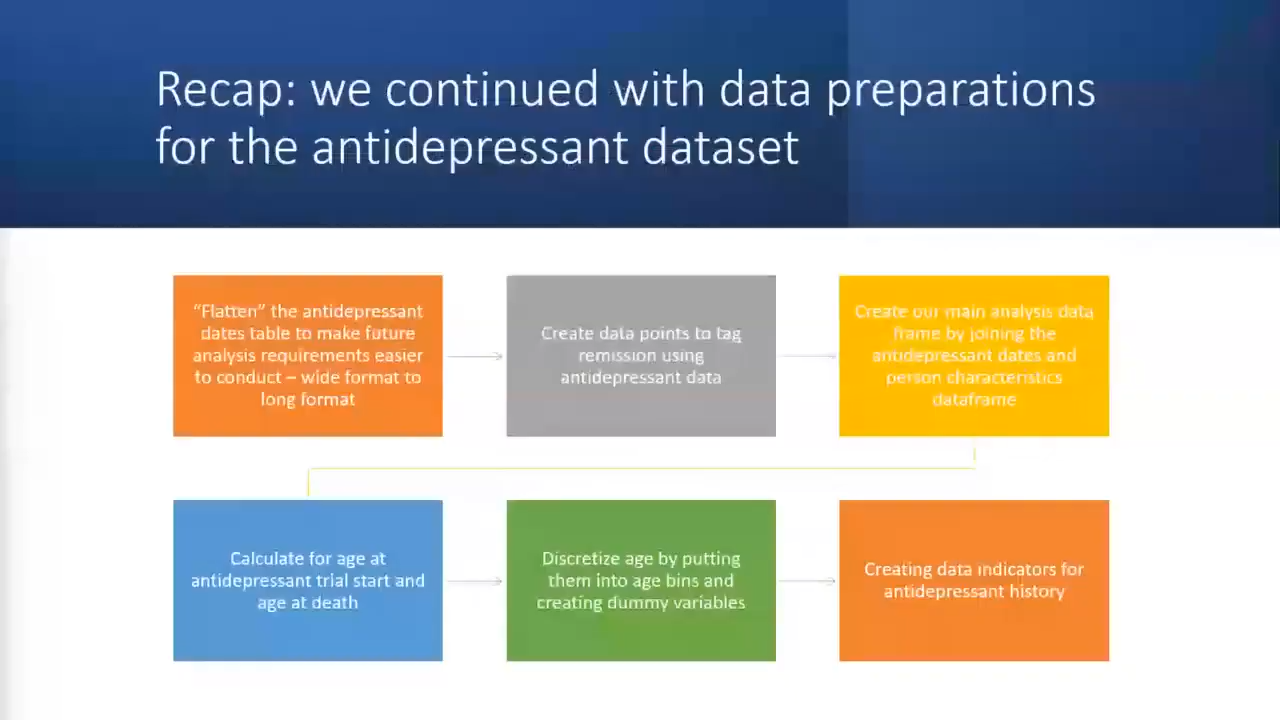 Recap: we continued with data preparations
for the antidepressant dataset
“Flatten” the antidepressant
dates table to make future
analysis requirements easier
to conduct – wide format to
long format
Create data points to tag
remission using
antidepressant data
Create our main analysis data
frame by joining the
antidepressant dates and
person characteristics
dataframe
Calculate for age at
antidepressant trial start and
age at death
Discretize age by putting
them into age bins and
creating dummy variables
Creating data indicators for
antidepressant history